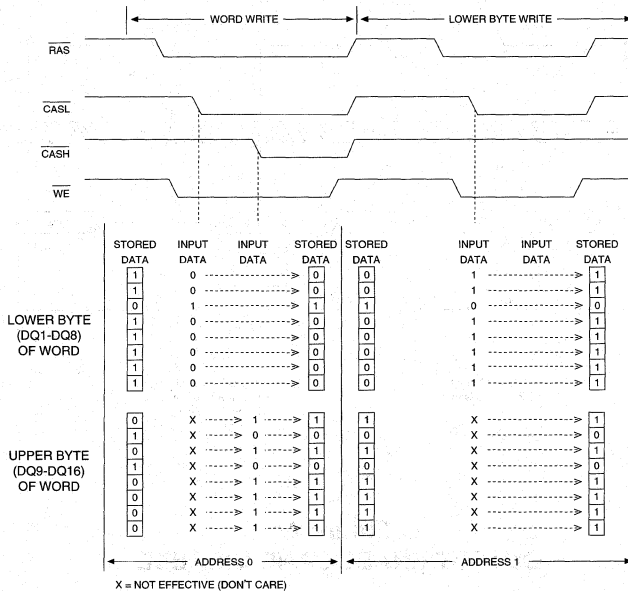 WORD WRITE LOWER BYTE WRITE
RAS
CASL
CASH
WE
STORED INPUT INPUT STORED STORED INPUT INPUT STORED
DATA DATA DATA DATA DATA DATA DATA DATA
1 0 0 0 1 1
1 0 0 0 1 1
0 1 1 1 0 0
LOWER BYTE 1 0 0 0 1 1
(DQ1-DQ8) 1 0 0 0 1 1
OF WORD 1 0 0 0 1 1
1 0 0 0 1 1
1 0 0 0 1 1
0 X 1 1 1 X 1
1 X 0 0 0 X 0
UPPER BYTE 0 X 1 1 1 X 1
(DQ9-DQ16) 1 X 0 0 0 X 0
OF WORD 0 X 1 1 1 X 1
0 X 1 1 1 X 1
0 X 1 1 1 X 1
0 X 1 1 1 X 1
ADDRESS 0 ADDRESS 1
X = NOT EFFECTIVE (DON'T CARE)